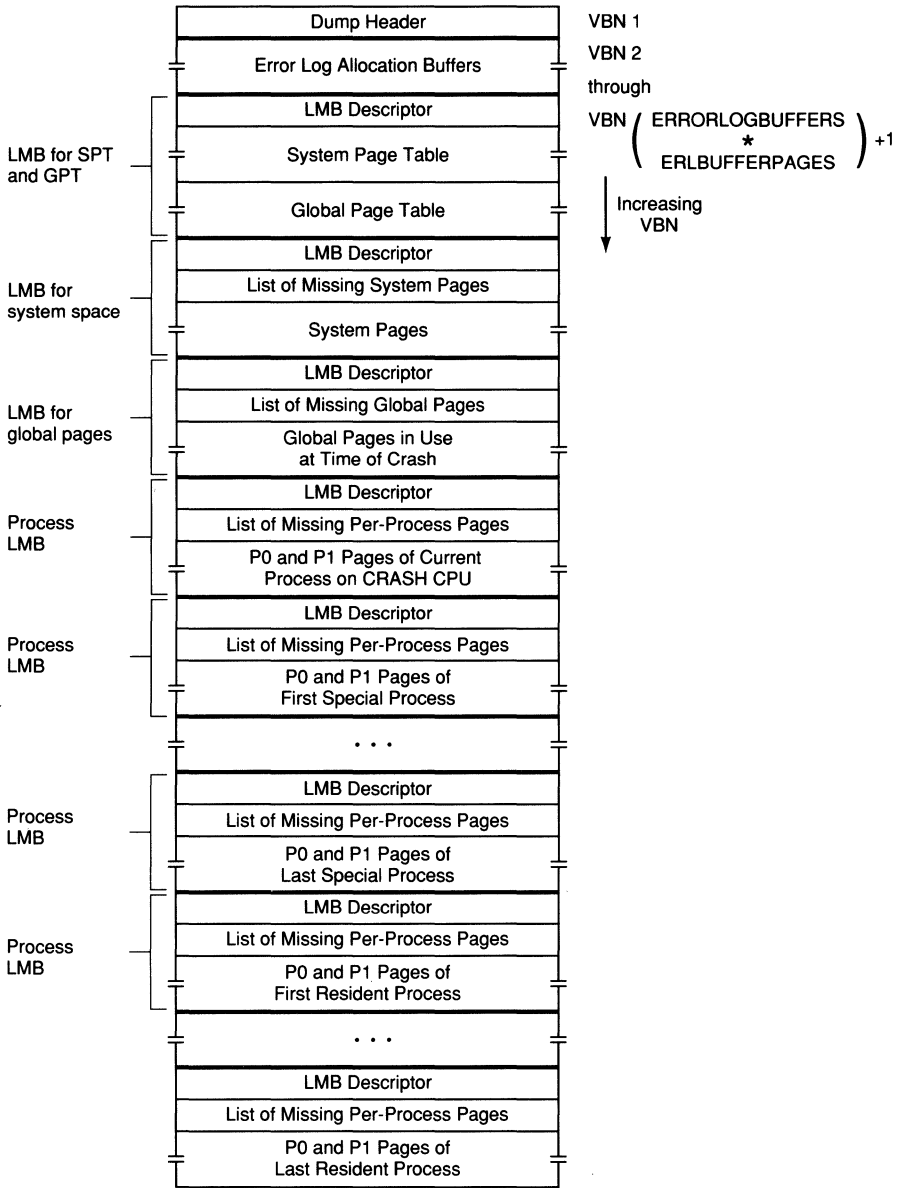 Dump Header
VBN 1
Error Log Allocation Buffers
VBN 2
through
VBN ( ERRORLOGBUFFERS
*
ERLBUFFERPAGES ) +1
Increasing
VBN
LMB for SPT
and GPT
LMB Descriptor
System Page Table
Global Page Table
LMB for
system space
LMB Descriptor
List of Missing System Pages
System Pages
LMB for
global pages
LMB Descriptor
List of Missing Global Pages
Global Pages in Use
at Time of Crash
Process
LMB
LMB Descriptor
List of Missing Per-Process Pages
P0 and P1 Pages of Current
Process on CRASH CPU
Process
LMB
LMB Descriptor
List of Missing Per-Process Pages
P0 and P1 Pages of
First Special Process
. . .
Process
LMB
LMB Descriptor
List of Missing Per-Process Pages
P0 and P1 Pages of
Last Special Process
Process
LMB
LMB Descriptor
List of Missing Per-Process Pages
P0 and P1 Pages of
First Resident Process
. . .
LMB Descriptor
List of Missing Per-Process Pages
P0 and P1 Pages of
Last Resident Process